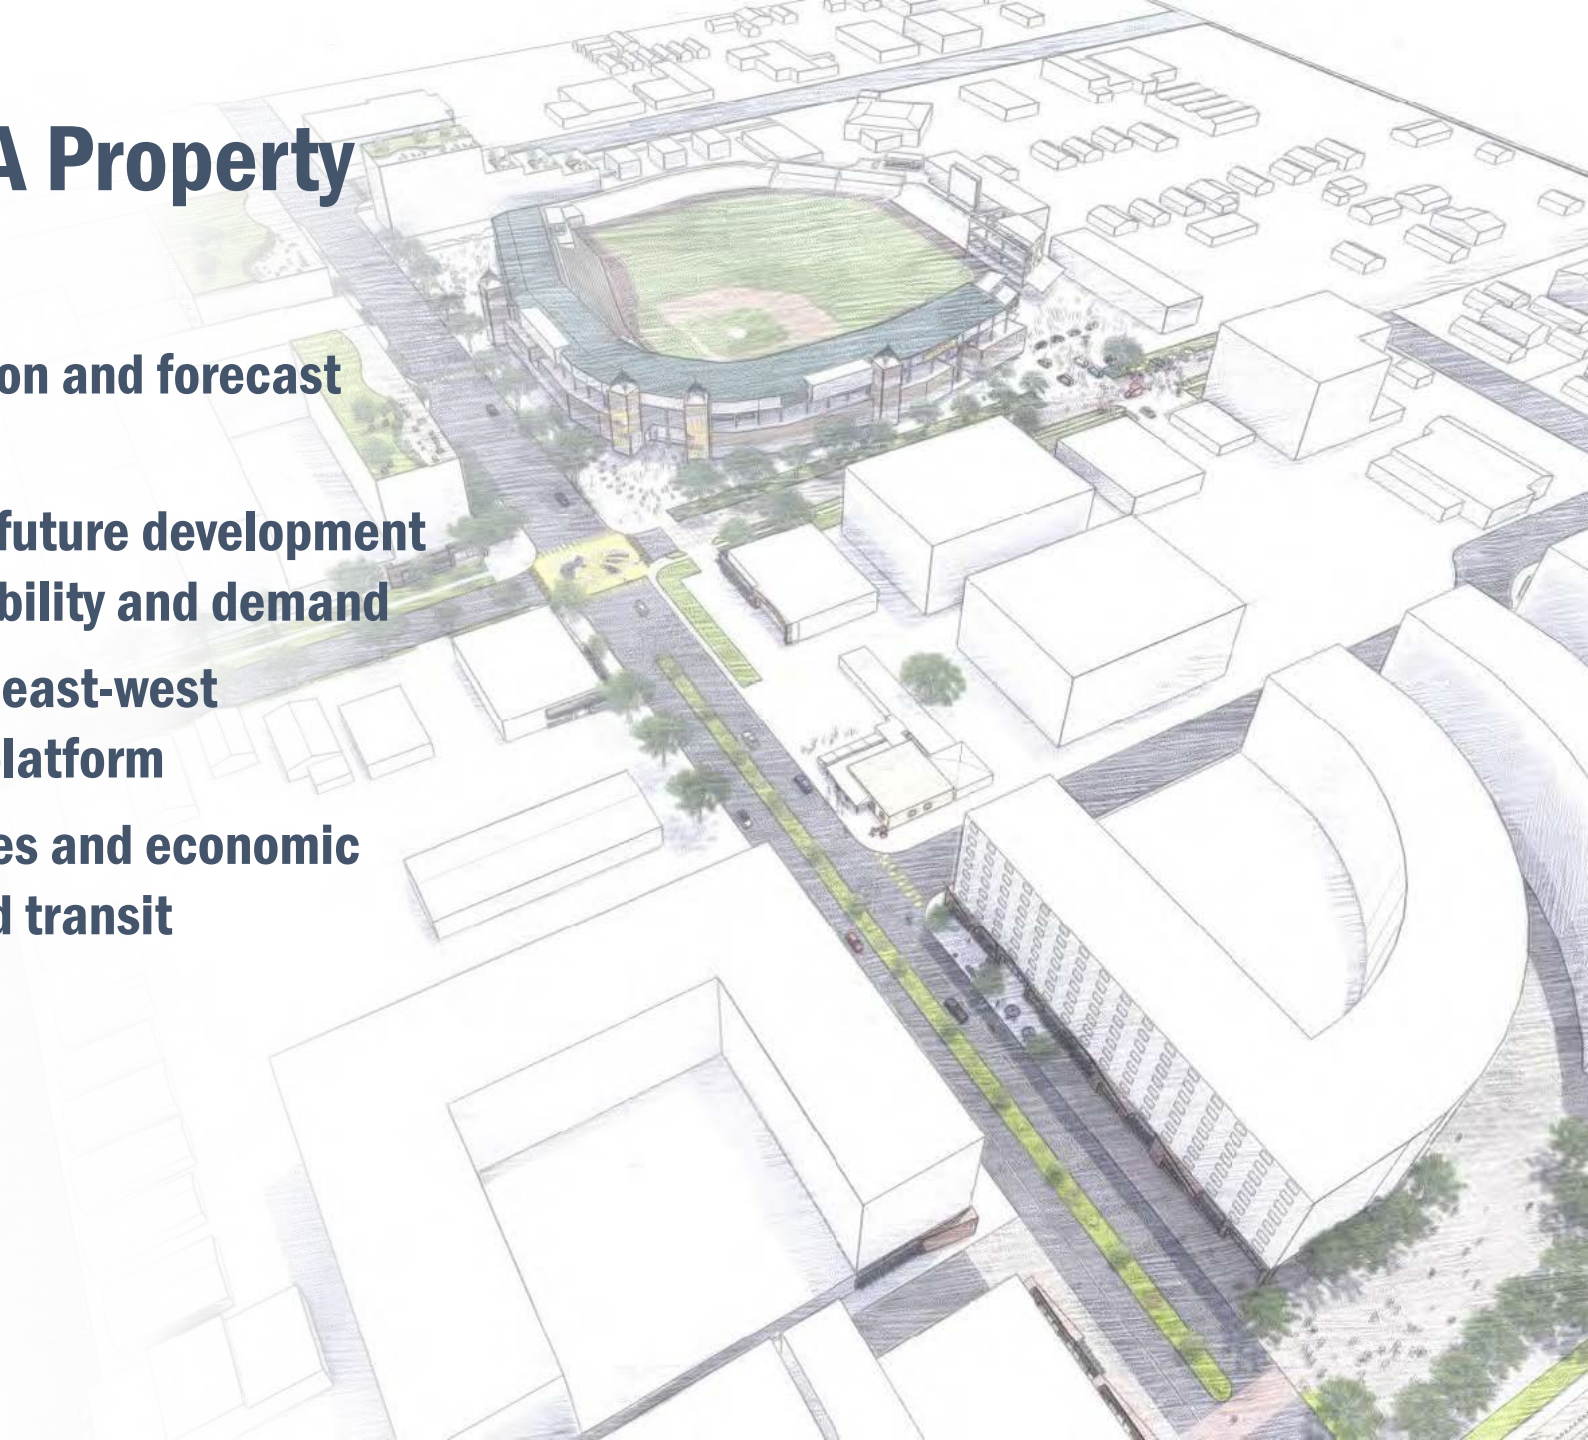 A Property
on and forecast
future development
bility and demand
east-west
latform
es and economic
d transit